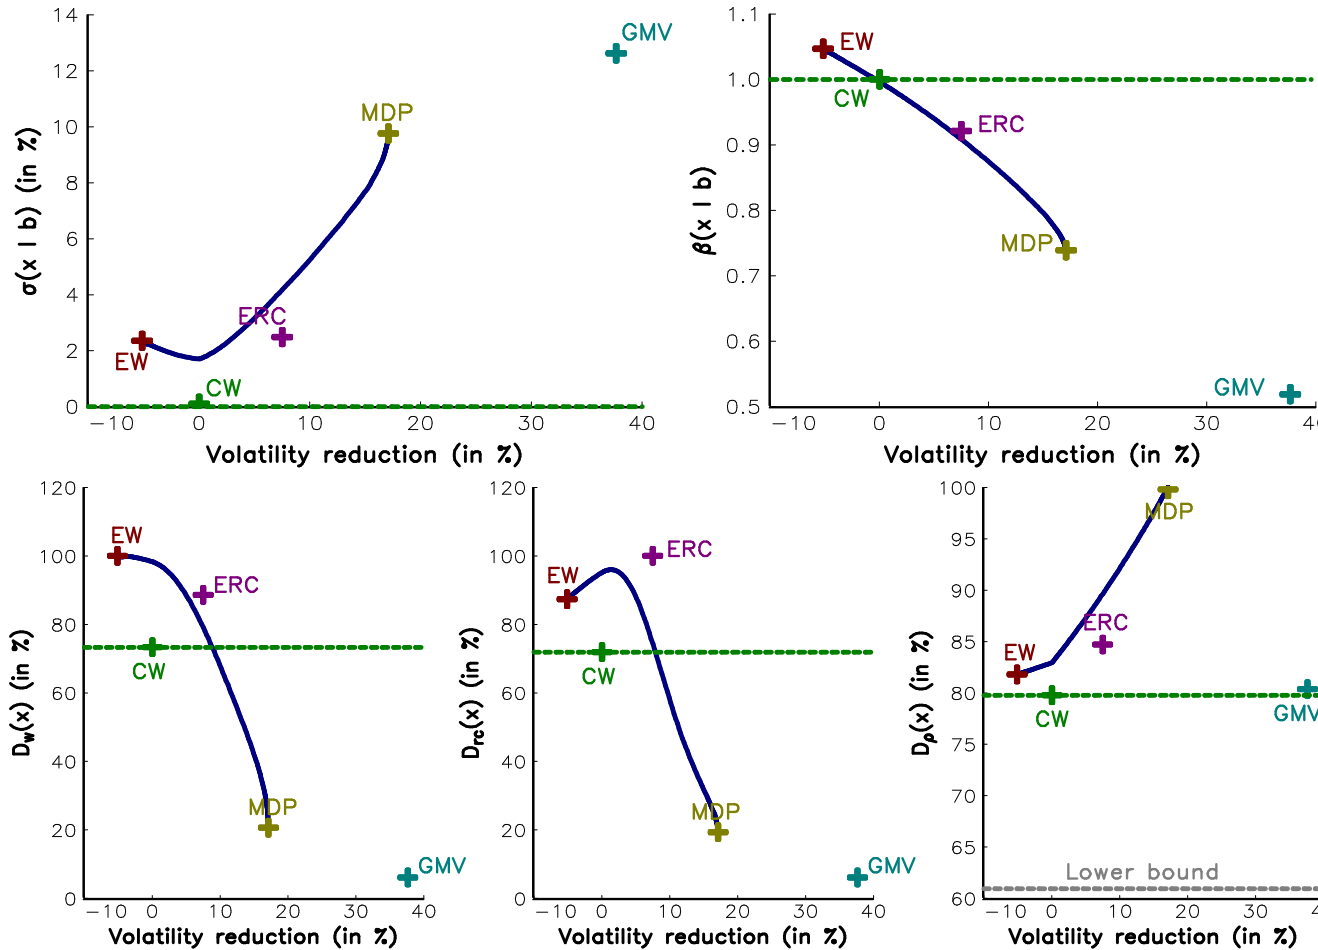 14
12
10
8
6
4
2
0
σ(x | b) (in %)
GMV
MDP
ERC
EW
CW
−10 0 10 20 30 40
Volatility reduction (in %)
1.1
1.0
0.9
0.8
0.7
0.6
0.5
β(x | b)
EW
CW
ERC
MDP
GMV
−10 0 10 20 30 40
Volatility reduction (in %)
120
100
80
60
40
20
0
D_w(x) (in %)
EW
ERC
CW
MDP
GMV
−10 0 10 20 30 40
Volatility reduction (in %)
120
100
80
60
40
20
0
D_rc(x) (in %)
ERC
EW
CW
MDP
GMV
−10 0 10 20 30 40
Volatility reduction (in %)
100
95
90
85
80
75
70
65
60
D_ρ(x) (in %)
MDP
ERC
EW
CW
GMV
Lower bound
−10 0 10 20 30 40
Volatility reduction (in %)